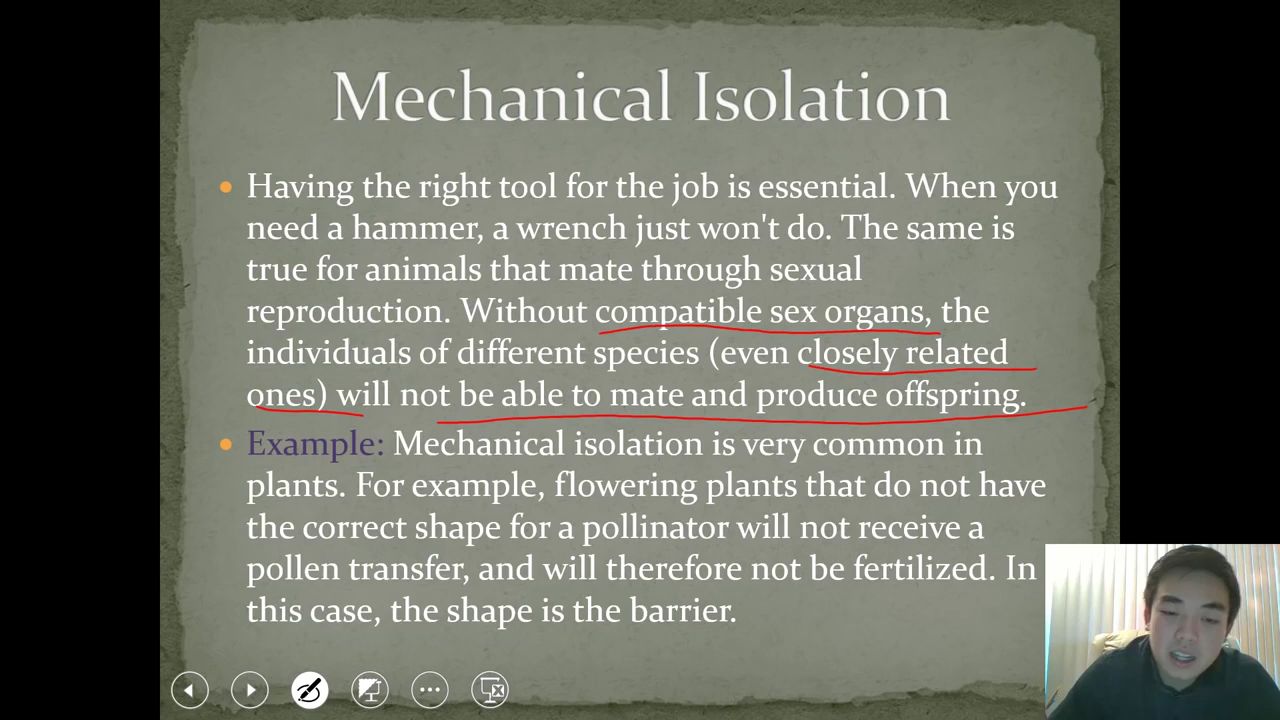 Mechanical Isolation
• Having the right tool for the job is essential. When you
need a hammer, a wrench just won't do. The same is
true for animals that mate through sexual
reproduction. Without compatible sex organs, the
individuals of different species (even closely related
ones) will not be able to mate and produce offspring.
• Example: Mechanical isolation is very common in
plants. For example, flowering plants that do not have
the correct shape for a pollinator will not receive a
pollen transfer, and will therefore not be fertilized. In
this case, the shape is the barrier.